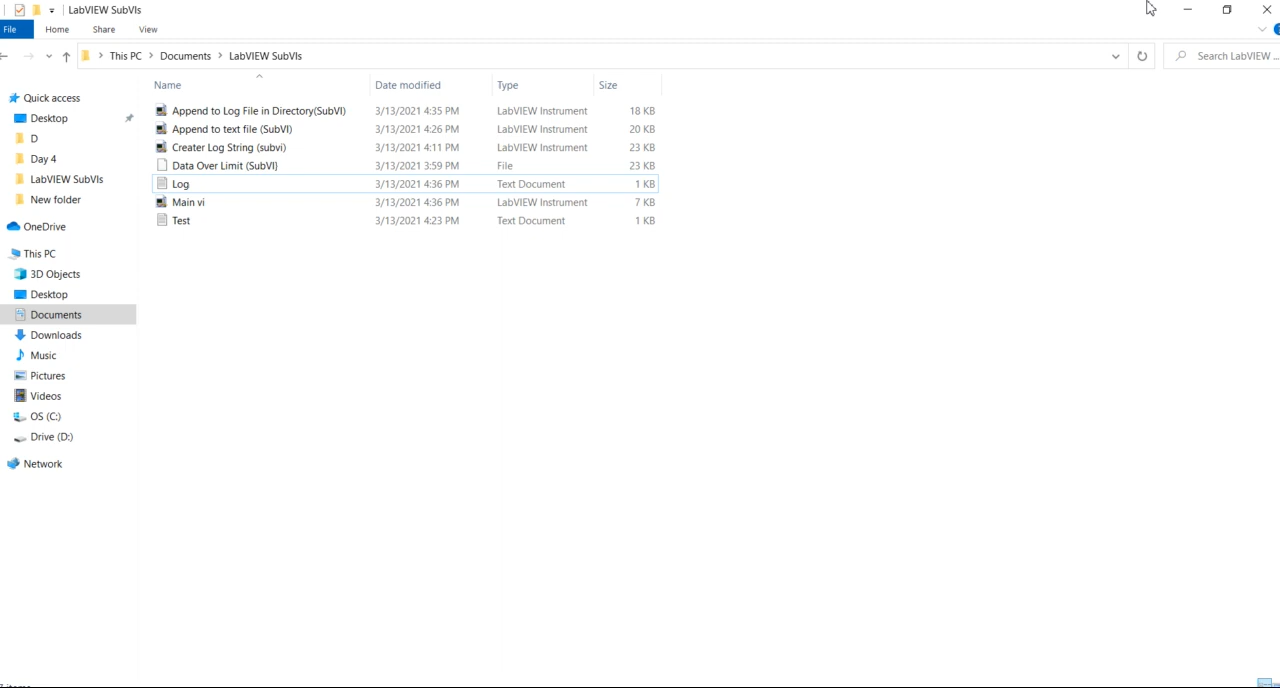 LabVIEW SubVIs
File Home Share View
This PC Documents LabVIEW SubVIs Search LabVIEW ...
Name Date modified Type Size
Quick access
Desktop
D
Day 4
LabVIEW SubVIs
New folder
OneDrive
This PC
3D Objects
Desktop
Documents
Downloads
Music
Pictures
Videos
OS (C:)
Drive (D:)
Network
Append to Log File in Directory(SubVI) 3/13/2021 4:35 PM LabVIEW Instrument 18 KB
Append to text file (SubVI) 3/13/2021 4:26 PM LabVIEW Instrument 20 KB
Creater Log String (subvi) 3/13/2021 4:11 PM LabVIEW Instrument 23 KB
Data Over Limit (SubVI) 3/13/2021 3:59 PM File 23 KB
Log 3/13/2021 4:36 PM Text Document 1 KB
Main vi 3/13/2021 4:36 PM LabVIEW Instrument 7 KB
Test 3/13/2021 4:23 PM Text Document 1 KB